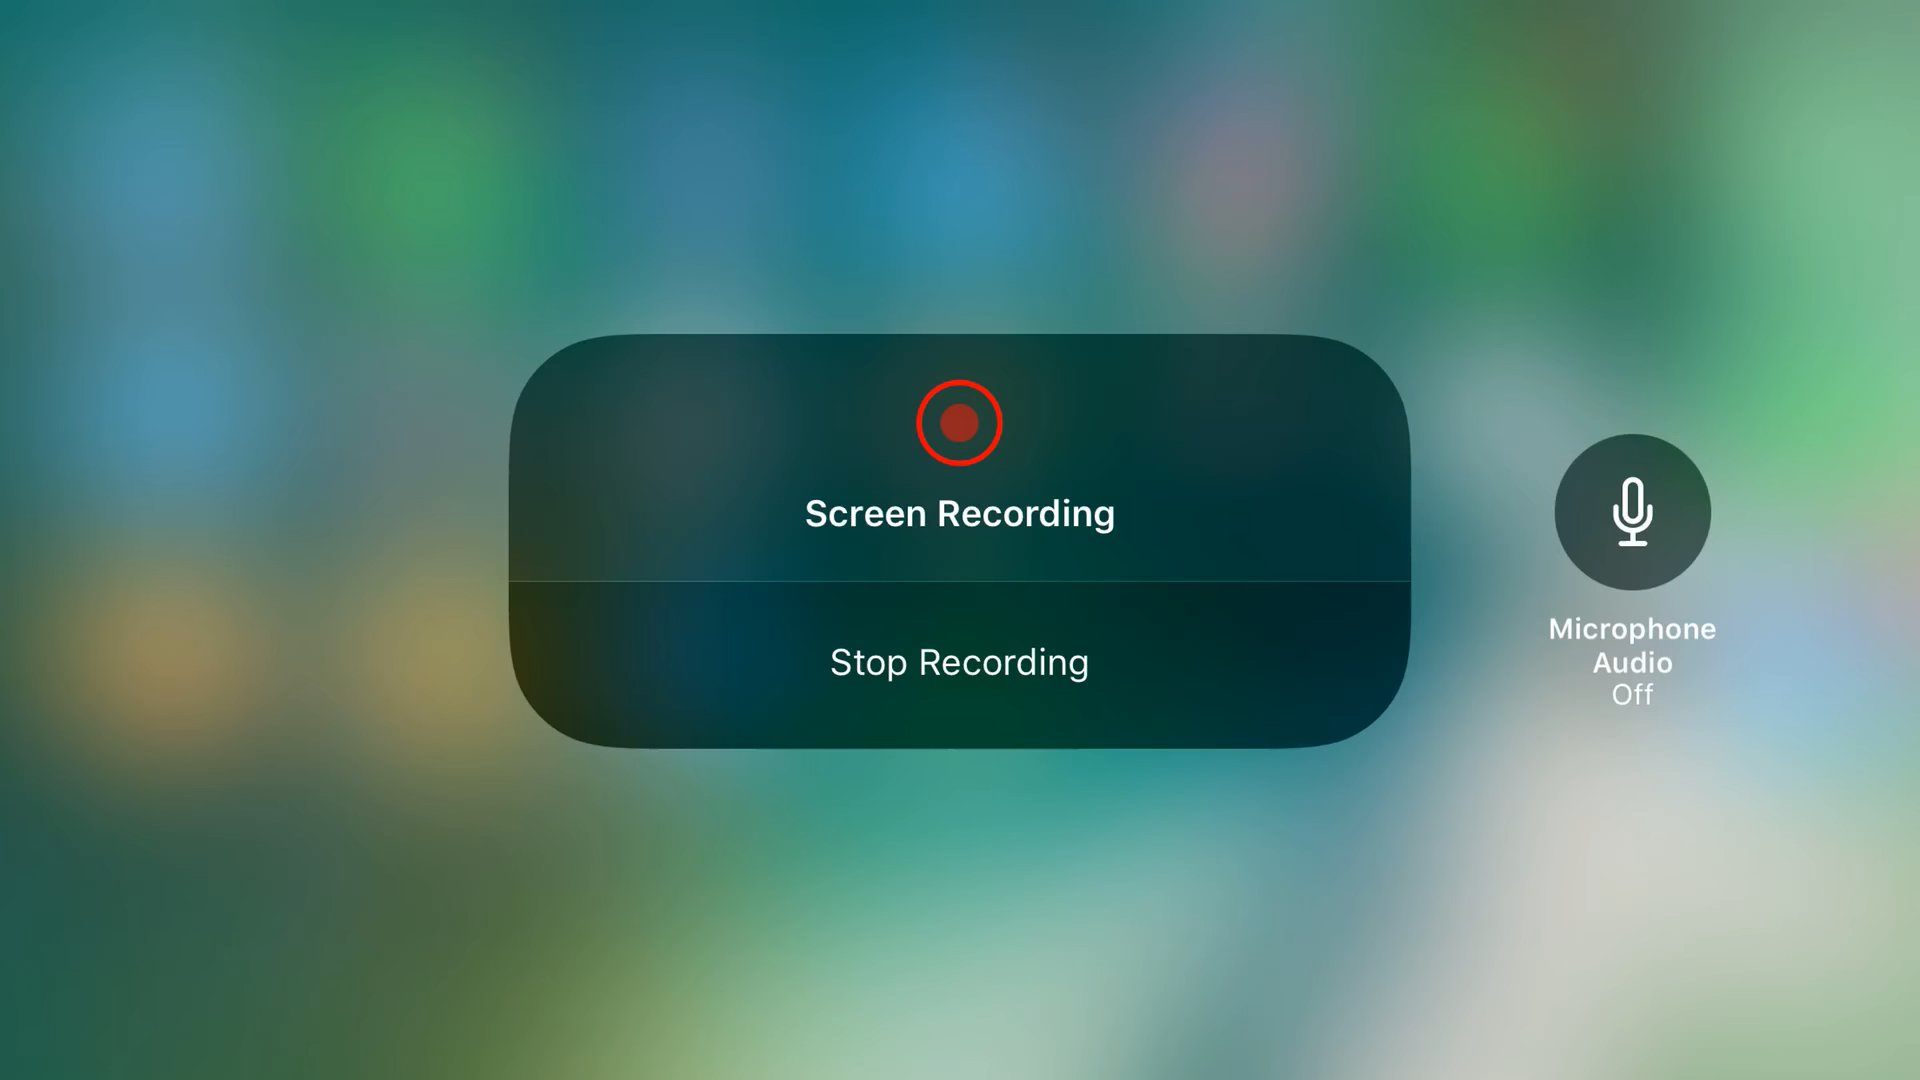 Screen Recording
Stop Recording
Microphone
Audio
Off